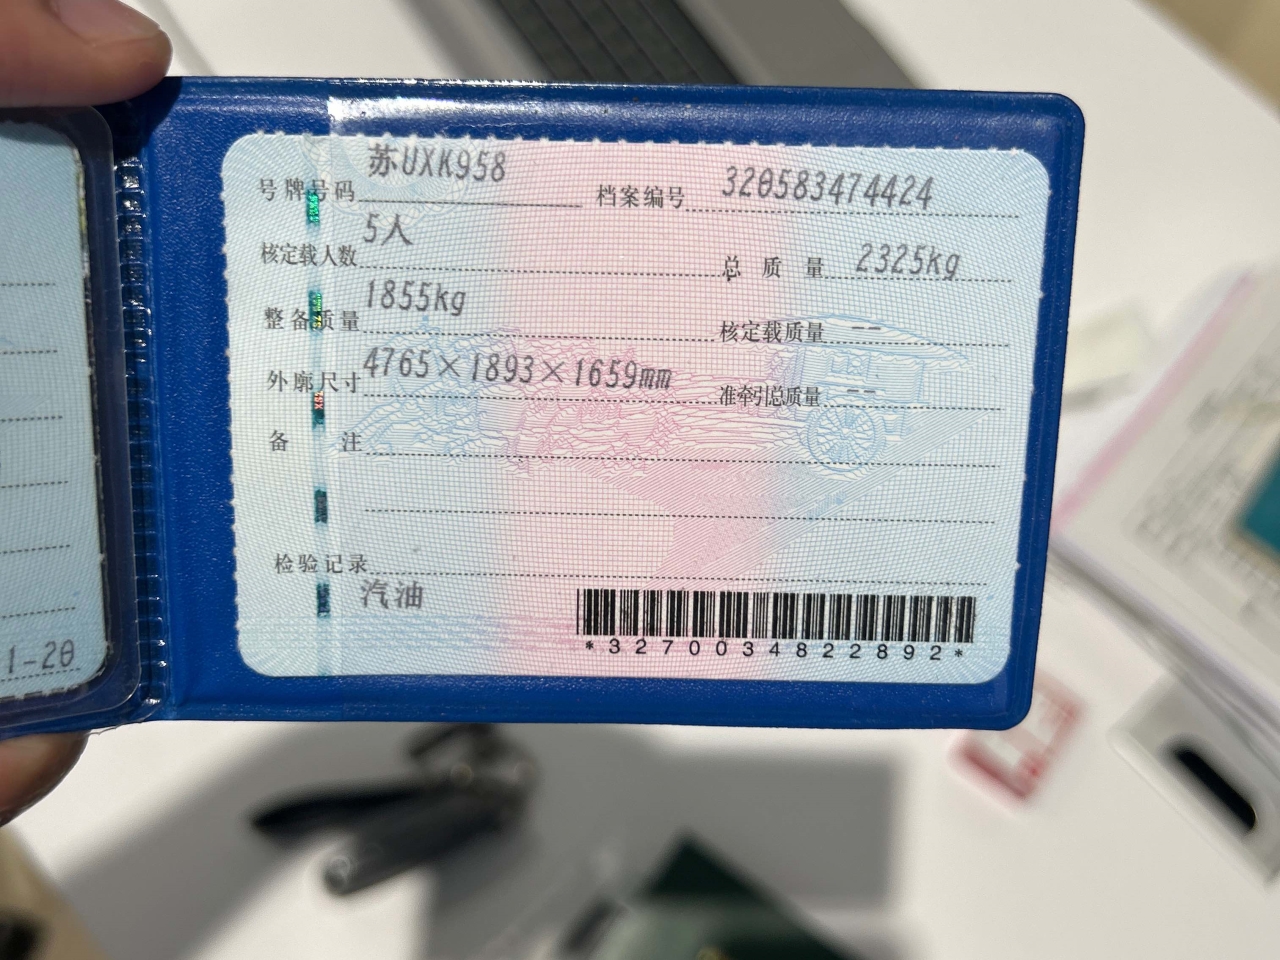 号牌号码 苏UXK958 档案编号 320583474424
核定载人数 5人 总质量 2325kg
整备质量 1855kg 核定载质量 --
外廓尺寸 4765×1893×1659mm 准牵引总质量 --
备注
检验记录
汽油
*3270034822892*
1-20